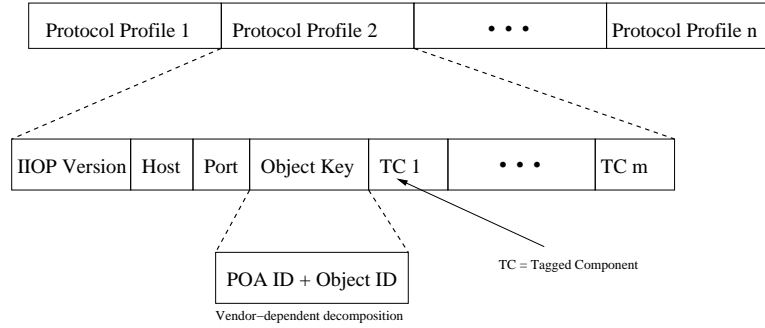 Protocol Profile 1 Protocol Profile 2 • • • Protocol Profile n
IIOP Version Host Port Object Key TC 1 • • • TC m
TC = Tagged Component
POA ID + Object ID
Vendor−dependent decomposition